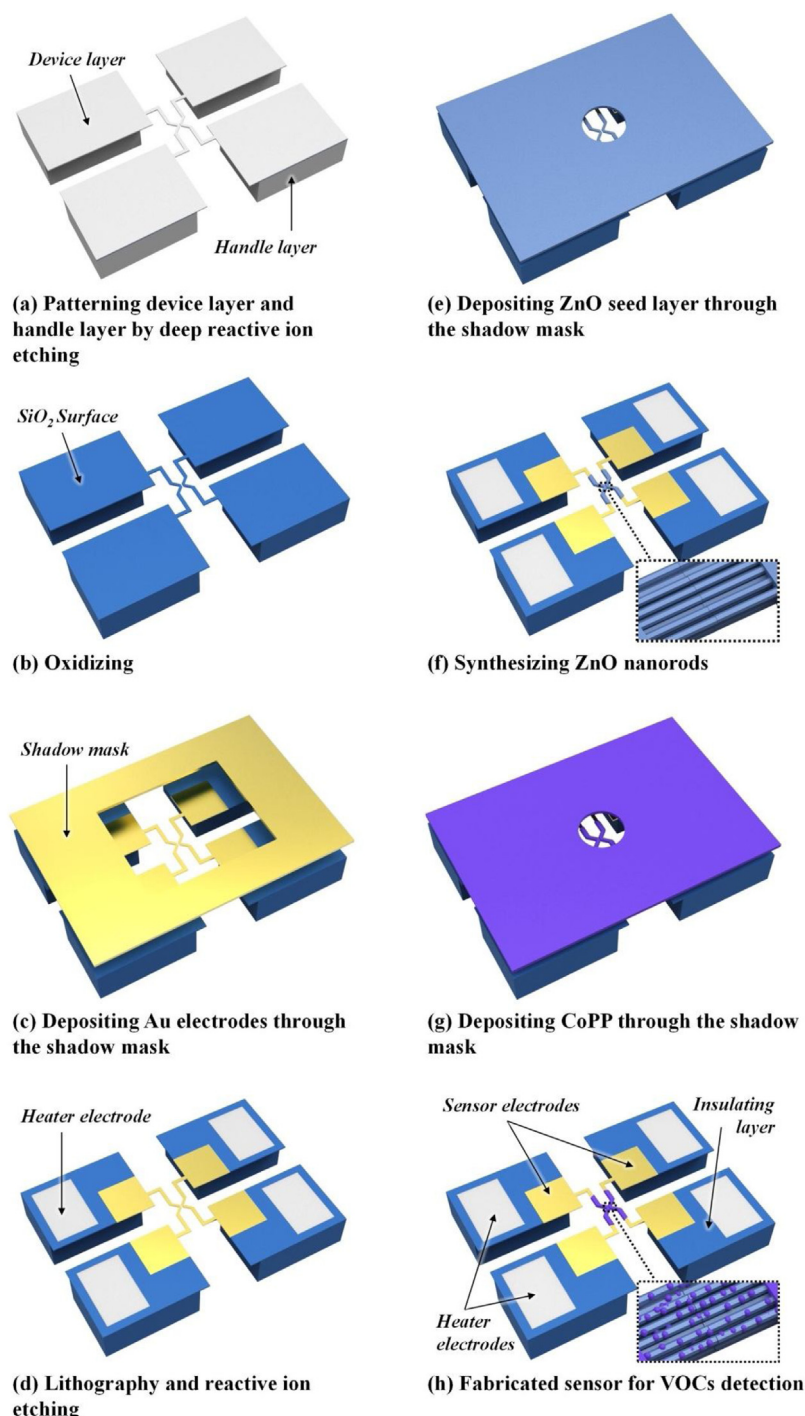 Device layer
Handle layer
(a) Patterning device layer and
handle layer by deep reactive ion
etching
SiO₂ Surface
(b) Oxidizing
Shadow mask
(c) Depositing Au electrodes through
the shadow mask
Heater electrode
(d) Lithography and reactive ion
etching
(e) Depositing ZnO seed layer through
the shadow mask
(f) Synthesizing ZnO nanorods
(g) Depositing CoPP through the shadow
mask
Sensor electrodes
Insulating
layer
Heater
electrodes
(h) Fabricated sensor for VOCs detection